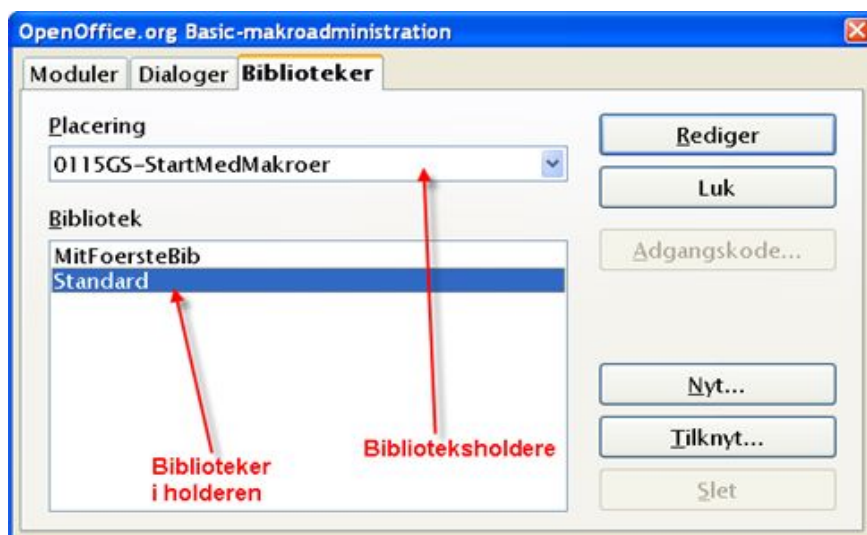 OpenOffice.org Basic-makroadministration
Moduler Dialoger Biblioteker
Placering
0115GS-StartMedMakroer
Bibliotek
MitFoersteBib
Standard
Rediger
Luk
Adgangskode...
Nyt...
Tilknyt...
Slet
Biblioteker
i holderen
Biblioteksholdere